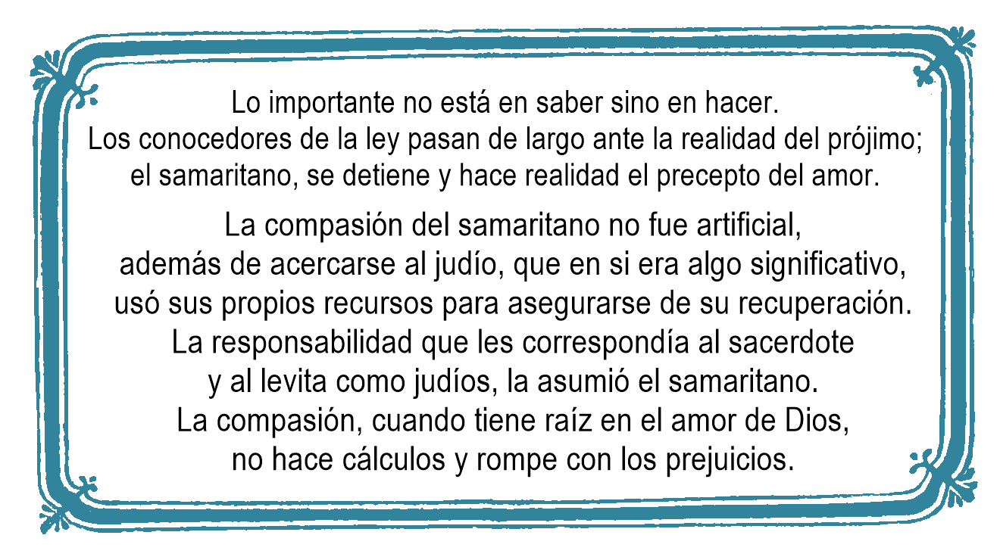 Lo importante no está en saber sino en hacer.
Los conocedores de la ley pasan de largo ante la realidad del prójimo;
el samaritano, se detiene y hace realidad el precepto del amor.
La compasión del samaritano no fue artificial,
además de acercarse al judío, que en si era algo significativo,
usó sus propios recursos para asegurarse de su recuperación.
La responsabilidad que les correspondía al sacerdote
y al levita como judíos, la asumió el samaritano.
La compasión, cuando tiene raíz en el amor de Dios,
no hace cálculos y rompe con los prejuicios.